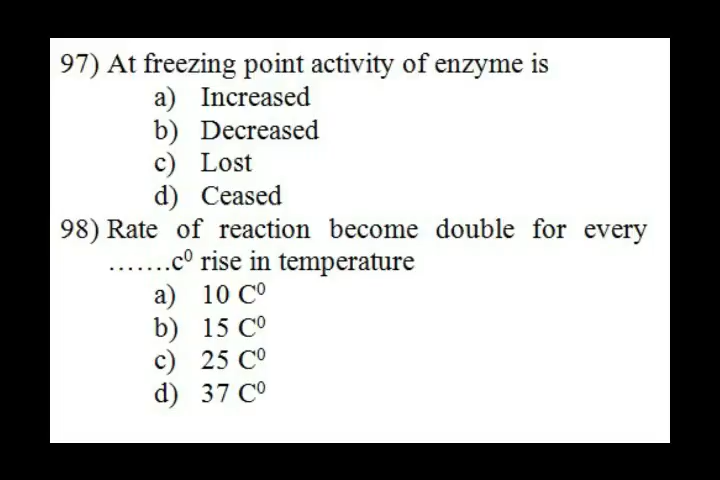 97) At freezing point activity of enzyme is
a) Increased
b) Decreased
c) Lost
d) Ceased
98) Rate of reaction become double for every
.......c⁰ rise in temperature
a) 10 C⁰
b) 15 C⁰
c) 25 C⁰
d) 37 C⁰